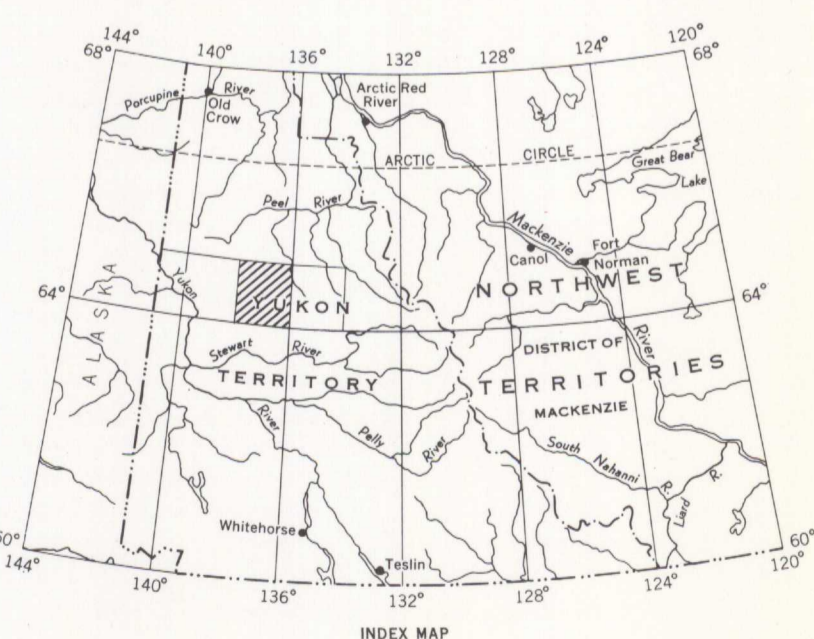 144°
140°
136°
132°
128°
124°
120°
68°
68°
Porcupine River
Old
Crow
Arctic Red
River
ARCTIC CIRCLE
Great Bear
Lake
Peel River
Mackenzie
Canol
Fort
Norman
ALASKA
Yukon
64°
YUKON
NORTHWEST
64°
Stewart River
DISTRICT OF
River
TERRITORY
TERRITORIES
MACKENZIE
River
Pelly
River
South Nahanni R.
Liard R.
Whitehorse
Teslin
60°
144°
140°
136°
132°
128°
124°
60°
120°
INDEX MAP